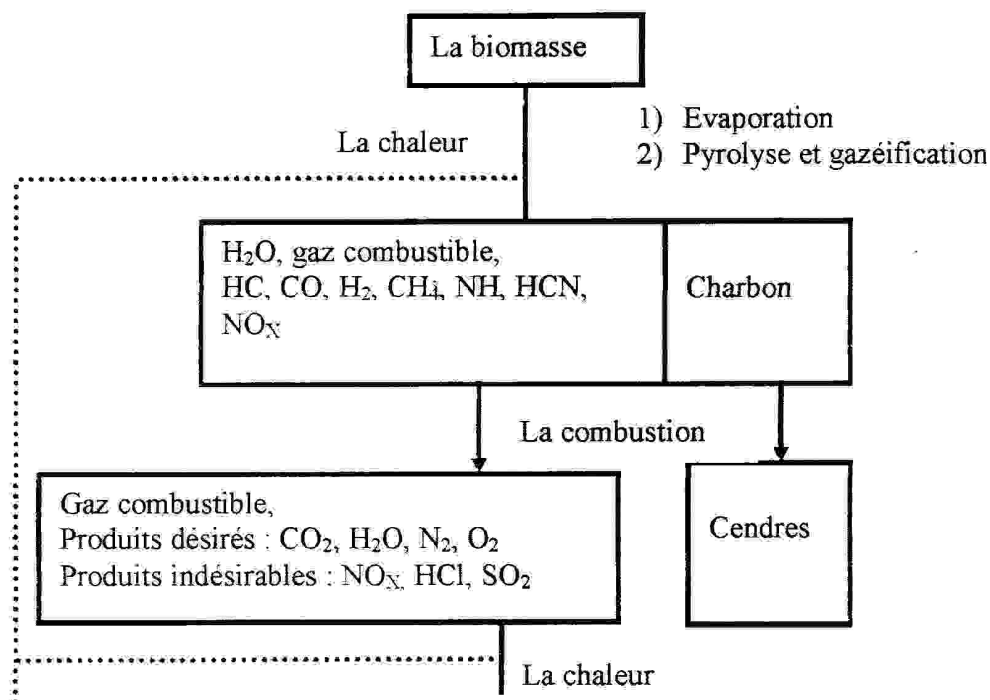 La biomasse
1) Evaporation
La chaleur
2) Pyrolyse et gazéification
H₂O, gaz combustible,
HC, CO, H₂, CH₄, NH, HCN,
NOX
Charbon
La combustion
Gaz combustible,
Produits désirés : CO₂, H₂O, N₂, O₂
Produits indésirables : NOX, HCl, SO₂
Cendres
La chaleur